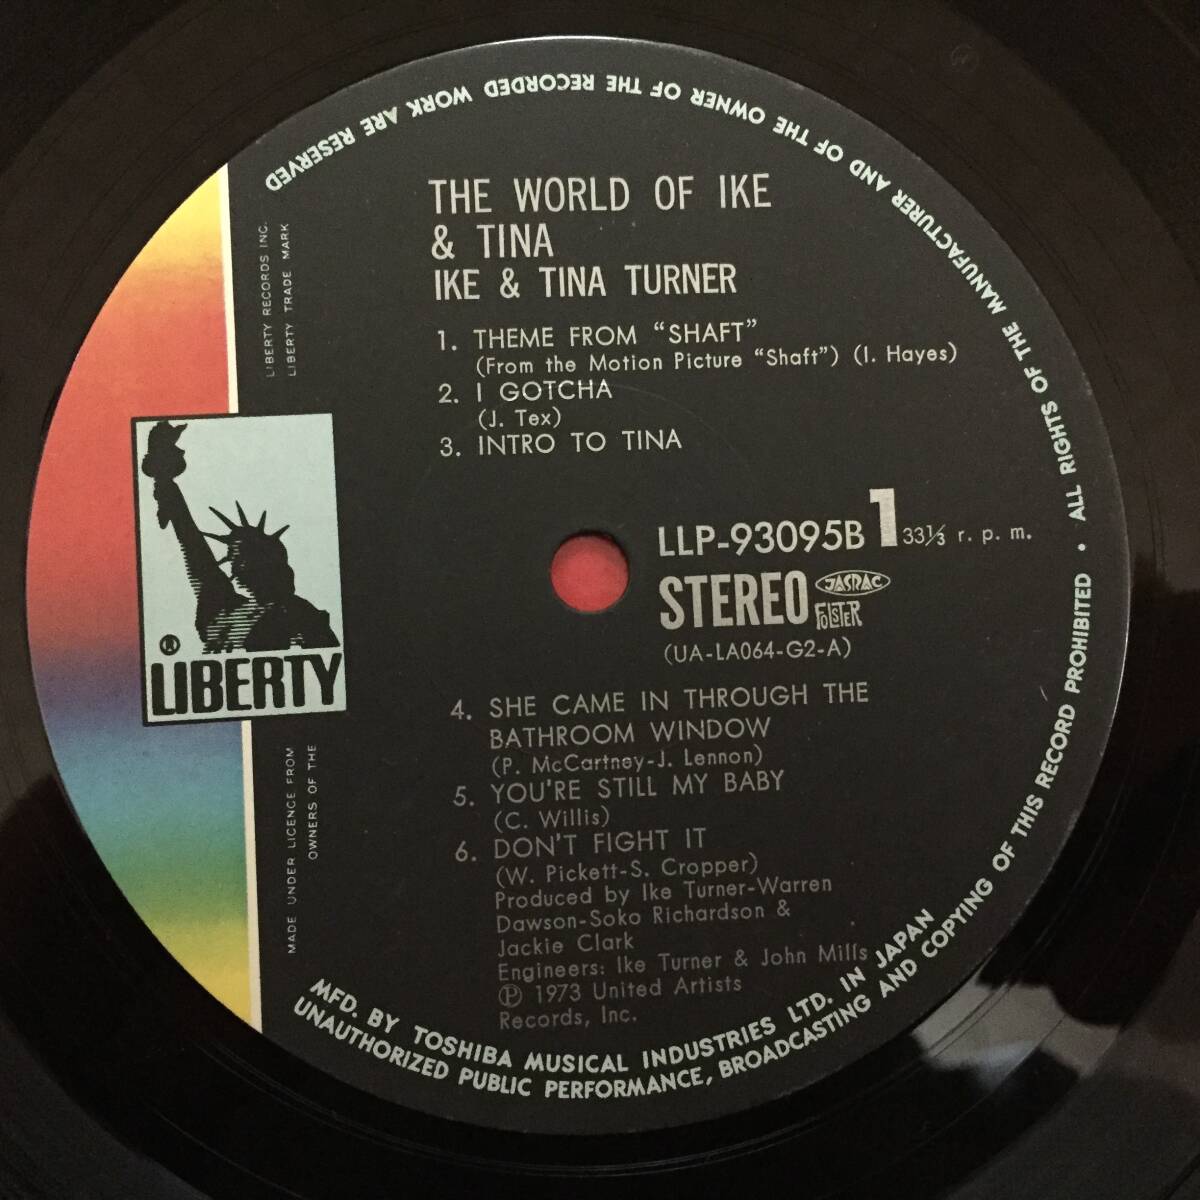 THE WORLD OF IKE
& TINA
IKE & TINA TURNER
1. THEME FROM “SHAFT”
(From the Motion Picture “Shaft”) (I. Hayes)
2. I GOTCHA
(J. Tex)
3. INTRO TO TINA
LLP-93095B 1 33⅓ r. p. m.
STEREO JASRAC
FOLSTER
(UA-LA064-G2-A)
4. SHE CAME IN THROUGH THE
BATHROOM WINDOW
(P. McCartney-J. Lennon)
5. YOU'RE STILL MY BABY
(C. Willis)
6. DON'T FIGHT IT
(W. Pickett-S. Cropper)
Produced by Ike Turner-Warren
Dawson-Soko Richardson &
Jackie Clark
Engineers: Ike Turner & John Mills
Ⓟ 1973 United Artists
Records, Inc.
LIBERTY RECORDS INC.
LIBERTY TRADE MARK
®
LIBERTY
MADE UNDER LICENCE FROM
OWNERS OF THE
MFD. BY TOSHIBA MUSICAL INDUSTRIES LTD. IN JAPAN
UNAUTHORIZED PUBLIC PERFORMANCE, BROADCASTING AND COPYING OF THIS RECORD PROHIBITED • ALL RIGHTS OF THE MANUFACTURER AND OF THE OWNER OF THE RECORDED WORK ARE RESERVED